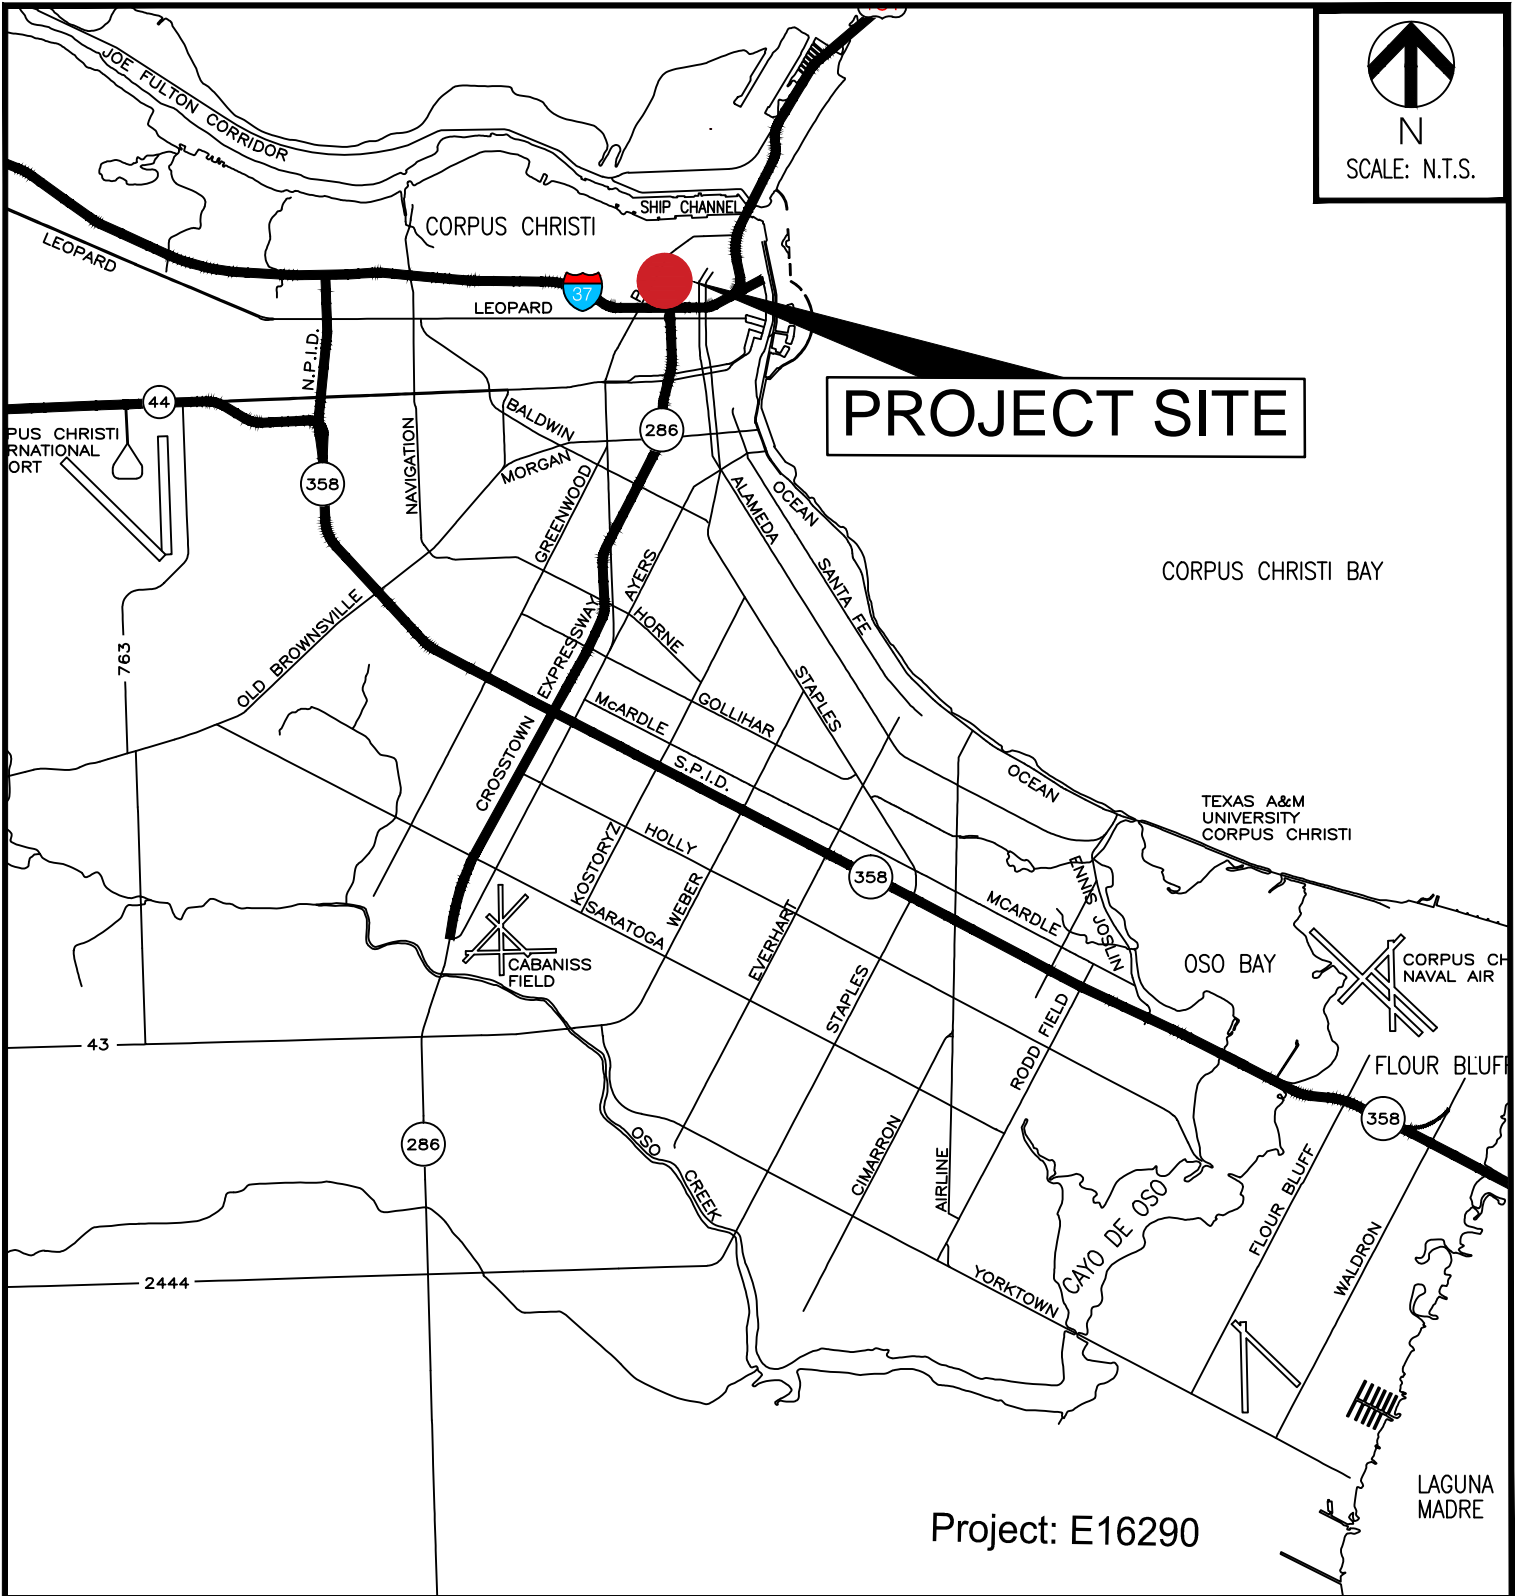 JOE FULTON CORRIDOR
N
SCALE: N.T.S.
SHIP CHANNEL
CORPUS CHRISTI
LEOPARD
37
LEOPARD
PROJECT SITE
N.P.I.D.
44
PUS CHRISTI
RNATIONAL
ORT
358
NAVIGATION
BALDWIN
MORGAN
286
GREENWOOD
ALAMEDA
OCEAN
SANTA FE
AYERS
CORPUS CHRISTI BAY
763
OLD BROWNSVILLE
HORNE
CROSSTOWN EXPRESSWAY
McARDLE
GOLLIHAR
STAPLES
S.P.I.D.
OCEAN
TEXAS A&M
UNIVERSITY
CORPUS CHRISTI
HOLLY
KOSTORYZ
WEBER
358
SARATOGA
EVERHART
MCARDLE
ENNIS JOSLIN
OSO BAY
CORPUS CH
NAVAL AIR
CABANISS
FIELD
STAPLES
RODD FIELD
43
FLOUR BLUFF
358
286
OSO CREEK
CIMARRON
AIRLINE
CAYO DE OSO
FLOUR BLUFF
WALDRON
2444
YORKTOWN
LAGUNA
MADRE
Project: E16290